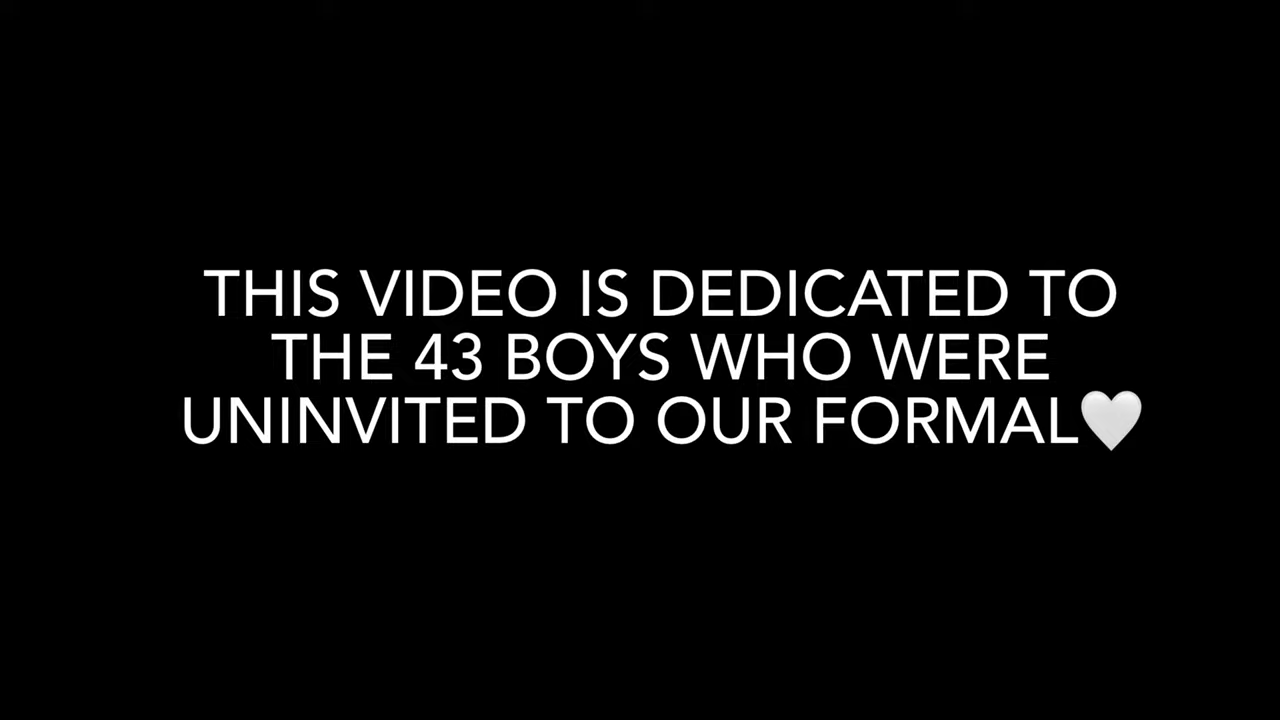 THIS VIDEO IS DEDICATED TO
THE 43 BOYS WHO WERE
UNINVITED TO OUR FORMAL🤍